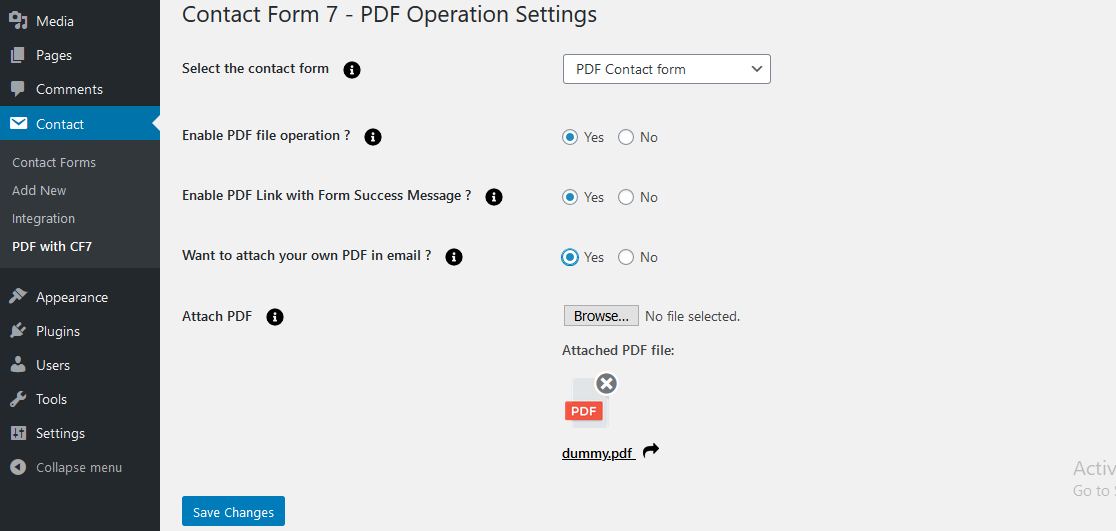 Media
Pages
Comments
Contact
Contact Forms
Add New
Integration
PDF with CF7
Appearance
Plugins
Users
Tools
Settings
Collapse menu
Contact Form 7 - PDF Operation Settings
Select the contact form
PDF Contact form
Enable PDF file operation ?
Yes No
Enable PDF Link with Form Success Message ?
Yes No
Want to attach your own PDF in email ?
Yes No
Attach PDF
Browse... No file selected.
Attached PDF file:
PDF
dummy.pdf
Save Changes
Activ
Go to S